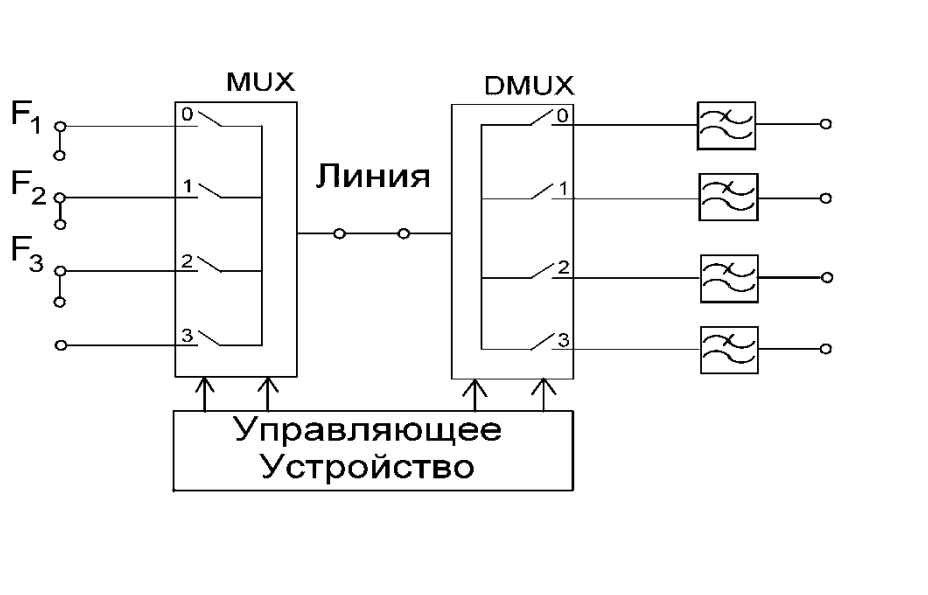 MUX
DMUX
F1
0
0
F2
1
Линия
1
F3
2
2
3
3
Управляющее
Устройство